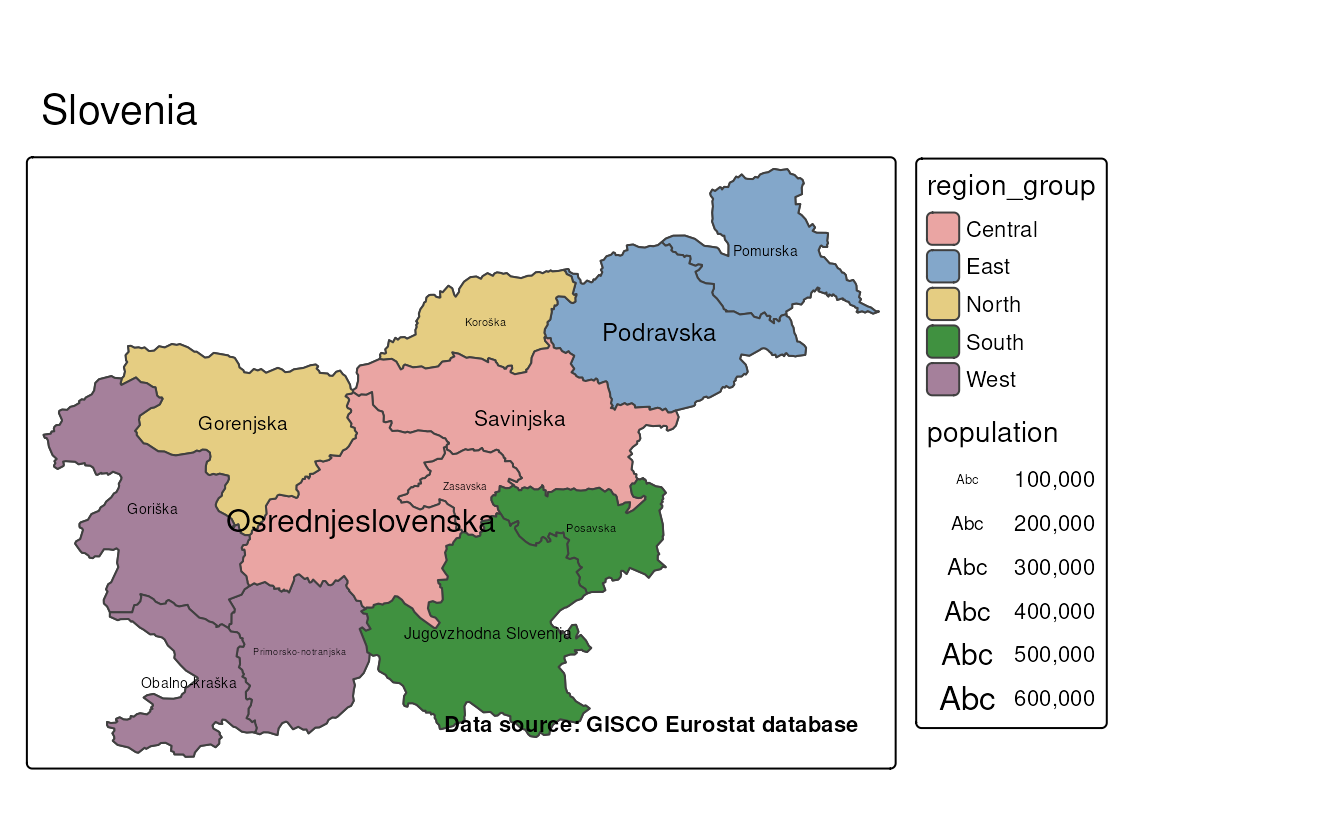 Slovenia
Pomurska
Koroška
Podravska
Gorenjska
Savinjska
Zasavska
Goriška
Osrednjeslovenska
Posavska
Jugovzhodna Slovenija
Primorsko-notranjska
Obalno-kraška
Data source: GISCO Eurostat database
region_group
Central
East
North
South
West
population
Abc 100,000
Abc 200,000
Abc 300,000
Abc 400,000
Abc 500,000
Abc 600,000